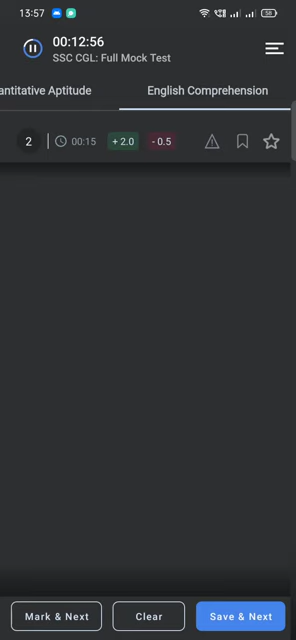 13:57
58
00:12:56
SSC CGL: Full Mock Test
antitative Aptitude
English Comprehension
2
00:15
+ 2.0
- 0.5
Mark & Next
Clear
Save & Next